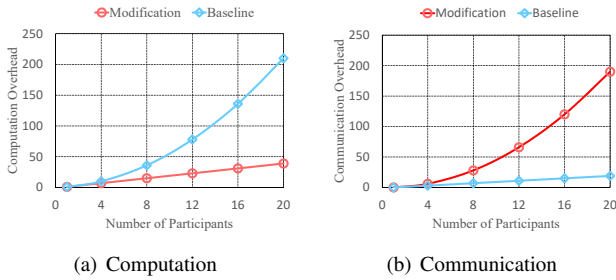 Modification Baseline
Computation Overhead
250
200
150
100
50
0
0 4 8 12 16 20
Number of Participants
(a) Computation
Modification Baseline
Communication Overhead
250
200
150
100
50
0
0 4 8 12 16 20
Number of Participants
(b) Communication